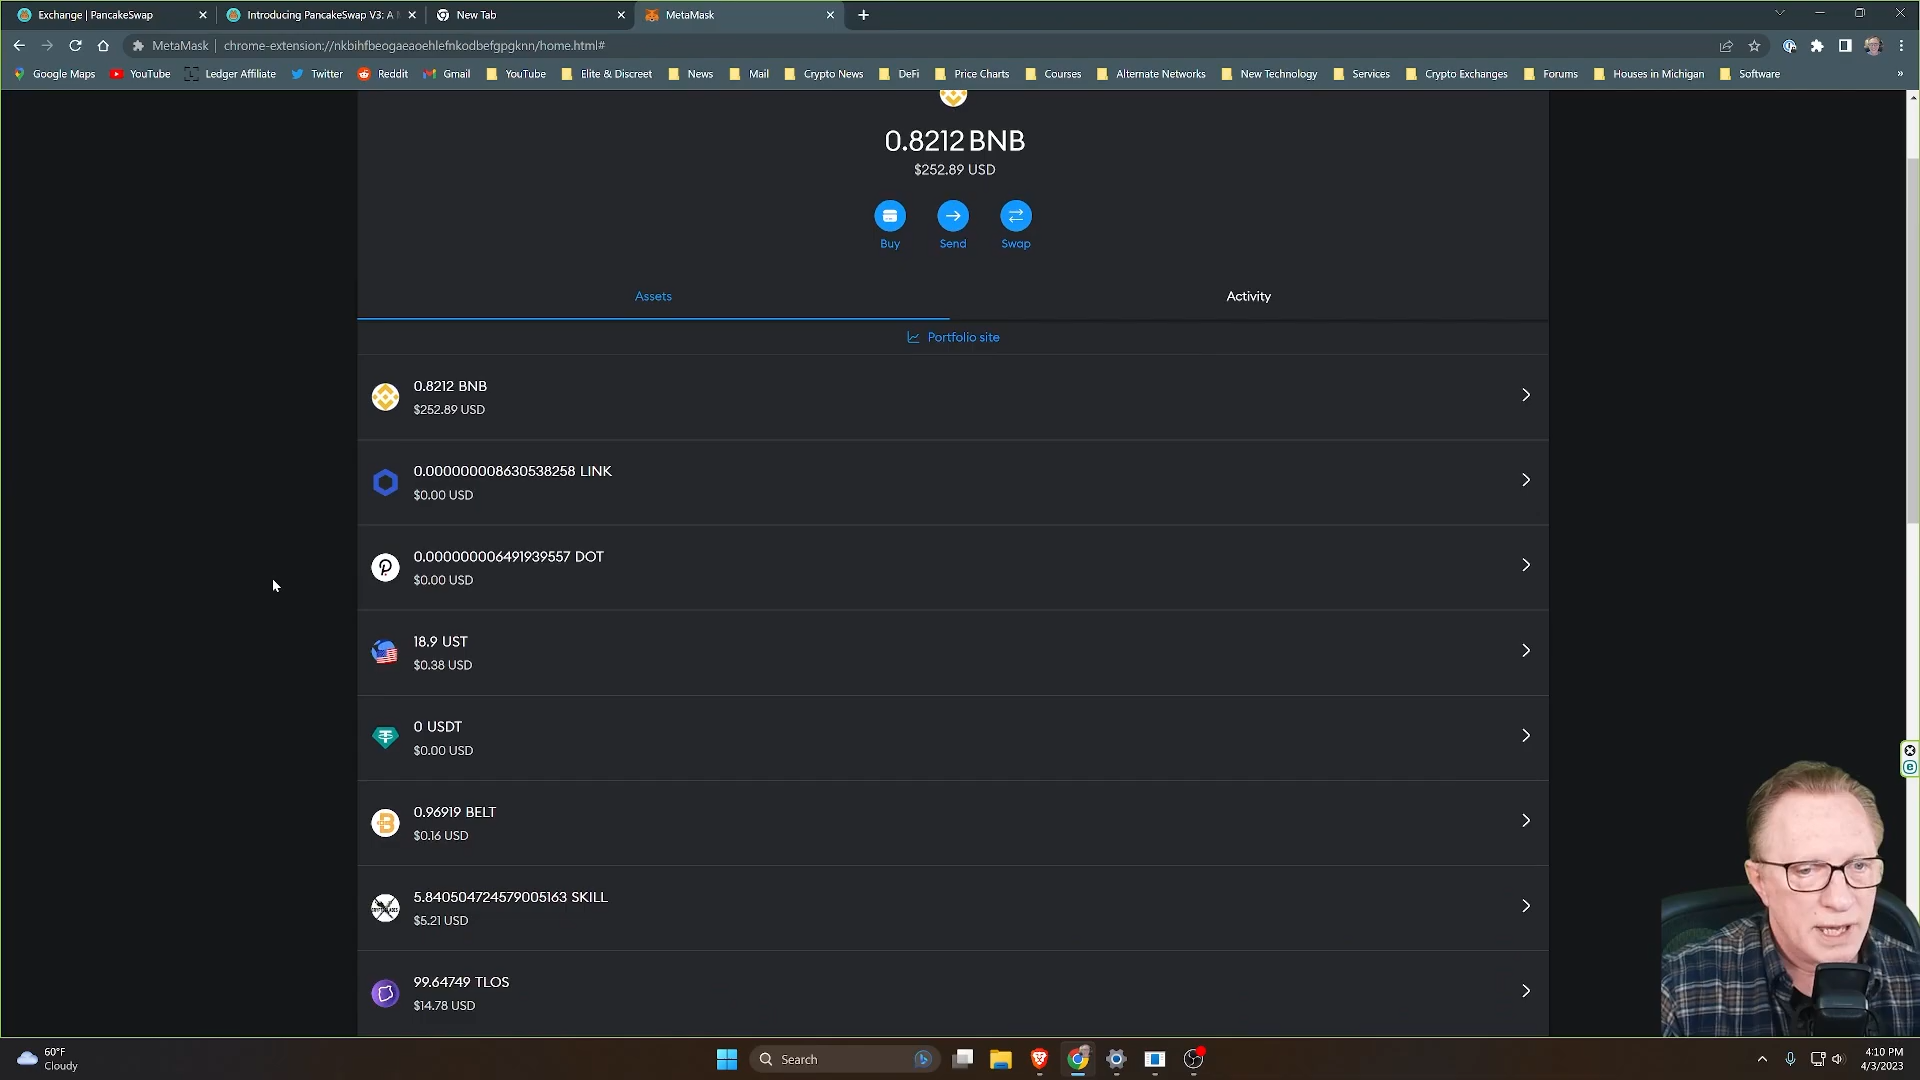 Exchange | PancakeSwap
Introducing PancakeSwap V3: A
New Tab
MetaMask
MetaMask
chrome-extension://nkbihfbeogaeaoehlefnkodbefgpgknn/home.html#
Google Maps
YouTube
Ledger Affiliate
Twitter
Reddit
Gmail
YouTube
Elite & Discreet
News
Mail
Crypto News
DeFi
Price Charts
Courses
Alternate Networks
New Technology
Services
Crypto Exchanges
Forums
Houses in Michigan
Software
0.8212 BNB
$252.89 USD
Buy
Send
Swap
Assets
Activity
Portfolio site
0.8212 BNB
$252.89 USD
0.000000008630538258 LINK
$0.00 USD
0.000000006491939557 DOT
$0.00 USD
18.9 UST
$0.38 USD
0 USDT
$0.00 USD
0.96919 BELT
$0.16 USD
5.840504724579005163 SKILL
$5.21 USD
99.64749 TLOS
$14.78 USD
60°F
Cloudy
Search
4:10 PM
4/3/2023